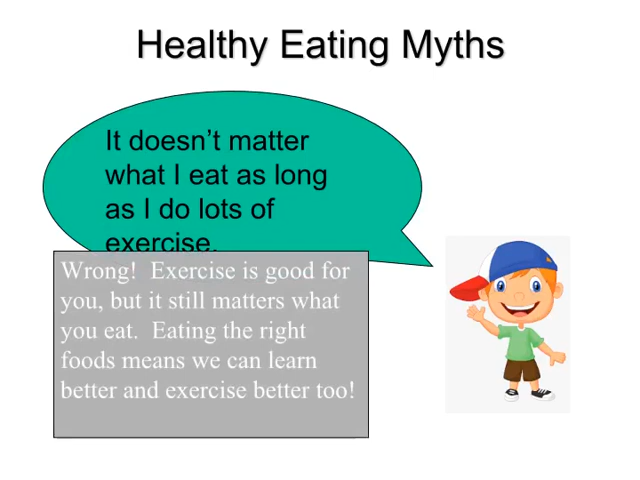 Healthy Eating Myths
It doesn’t matter
what I eat as long
as I do lots of
exercise.
Wrong!  Exercise is good for
you, but it still matters what
you eat.  Eating the right
foods means we can learn
better and exercise better too!